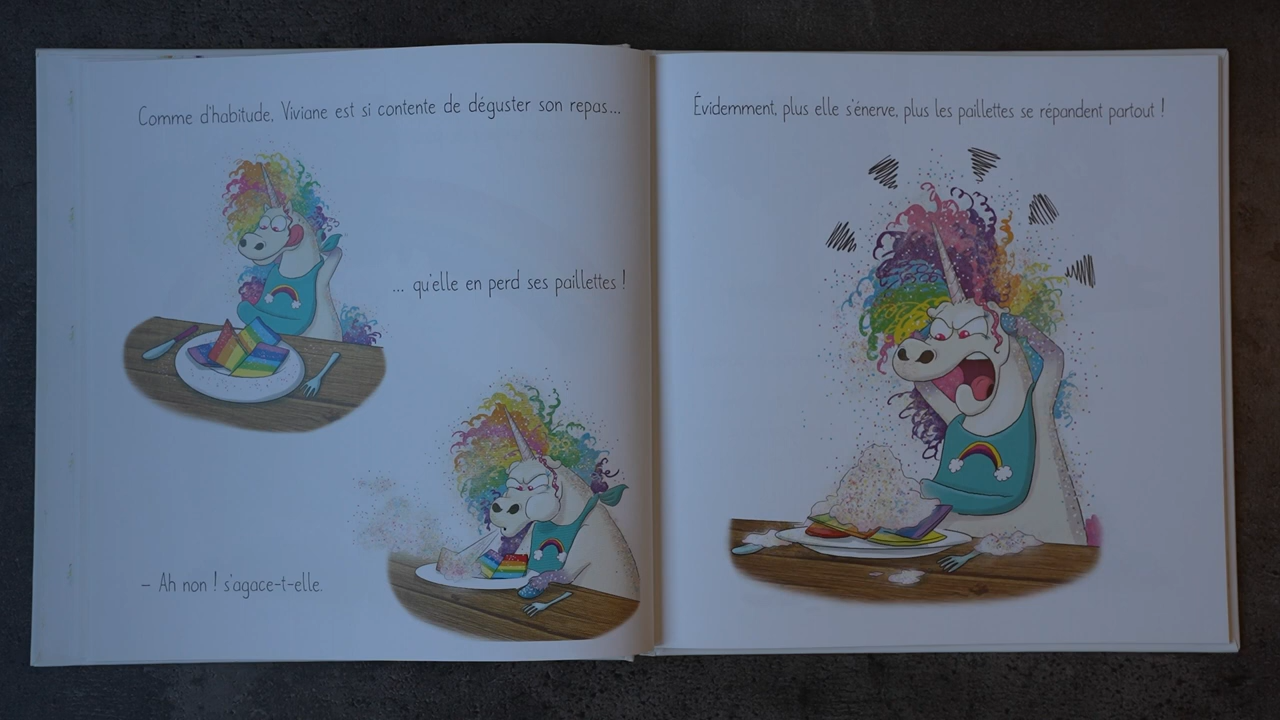 Comme d'habitude, Viviane est si contente de déguster son repas...
... qu'elle en perd ses paillettes !
– Ah non ! s'agace-t-elle.
Évidemment, plus elle s'énerve, plus les paillettes se répandent partout !